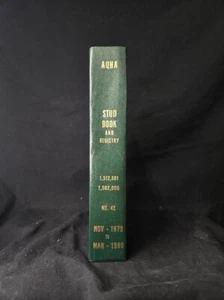 AQHA
STUD
BOOK
AND
REGISTRY
1,512,001
1,562,000
NO. 42
NOV - 1979
TO
MAR - 1980